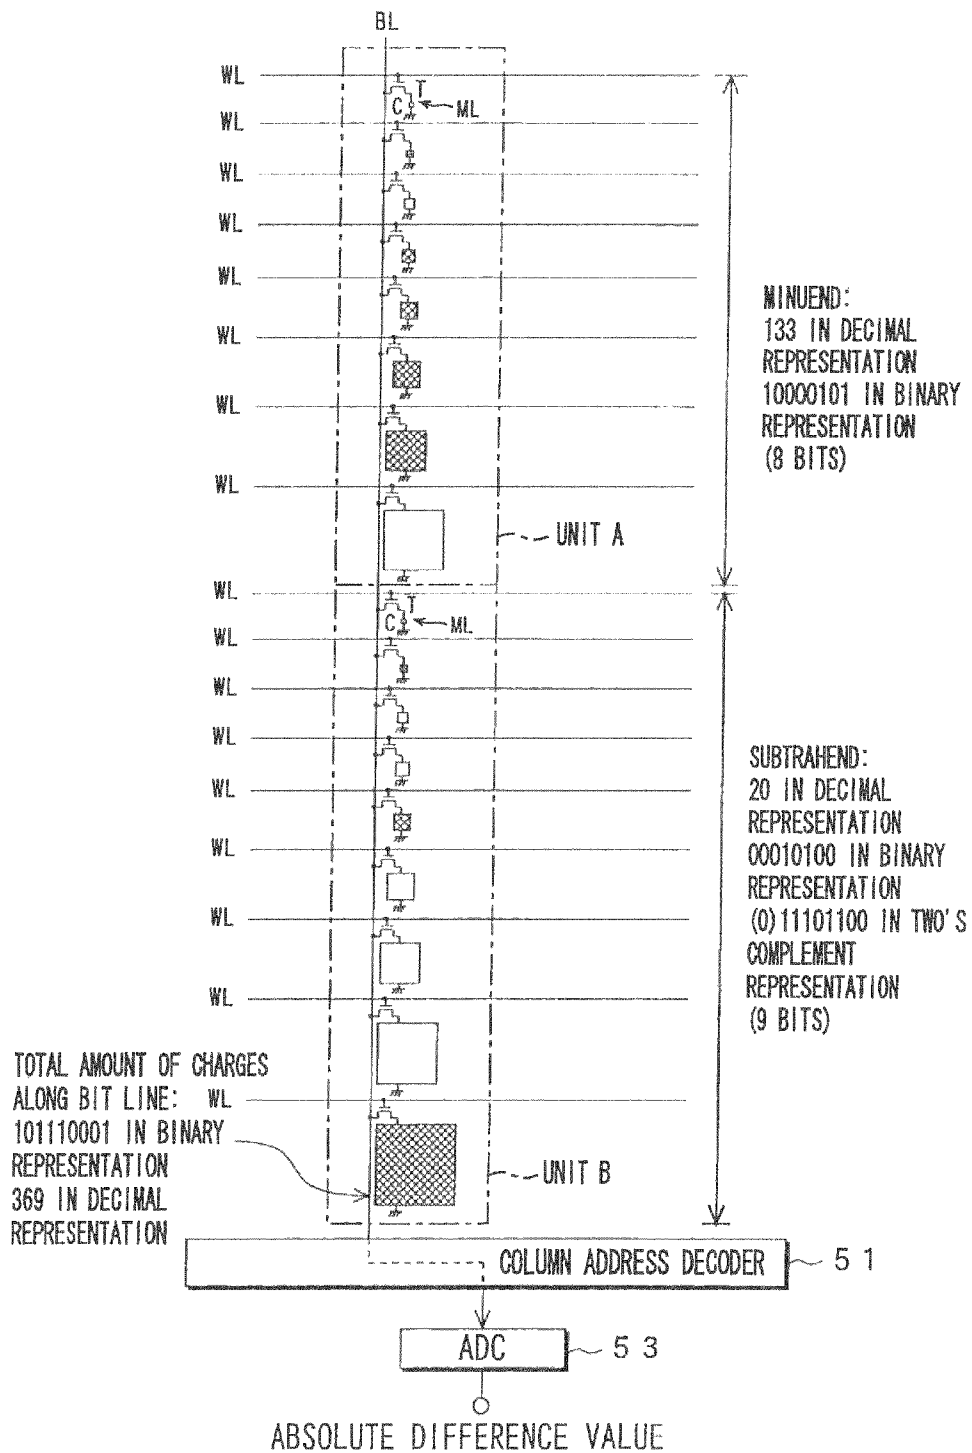 BL
WL
T
C
ML
WL
WL
WL
WL
WL
WL
WL
UNIT A
MINUEND:
133 IN DECIMAL
REPRESENTATION
10000101 IN BINARY
REPRESENTATION
(8 BITS)
WL
T
C
ML
WL
WL
WL
WL
WL
WL
WL
SUBTRAHEND:
20 IN DECIMAL
REPRESENTATION
00010100 IN BINARY
REPRESENTATION
(0)11101100 IN TWO'S
COMPLEMENT
REPRESENTATION
(9 BITS)
TOTAL AMOUNT OF CHARGES
ALONG BIT LINE: WL
101110001 IN BINARY
REPRESENTATION
369 IN DECIMAL
REPRESENTATION
UNIT B
COLUMN ADDRESS DECODER
51
ADC
53
ABSOLUTE DIFFERENCE VALUE